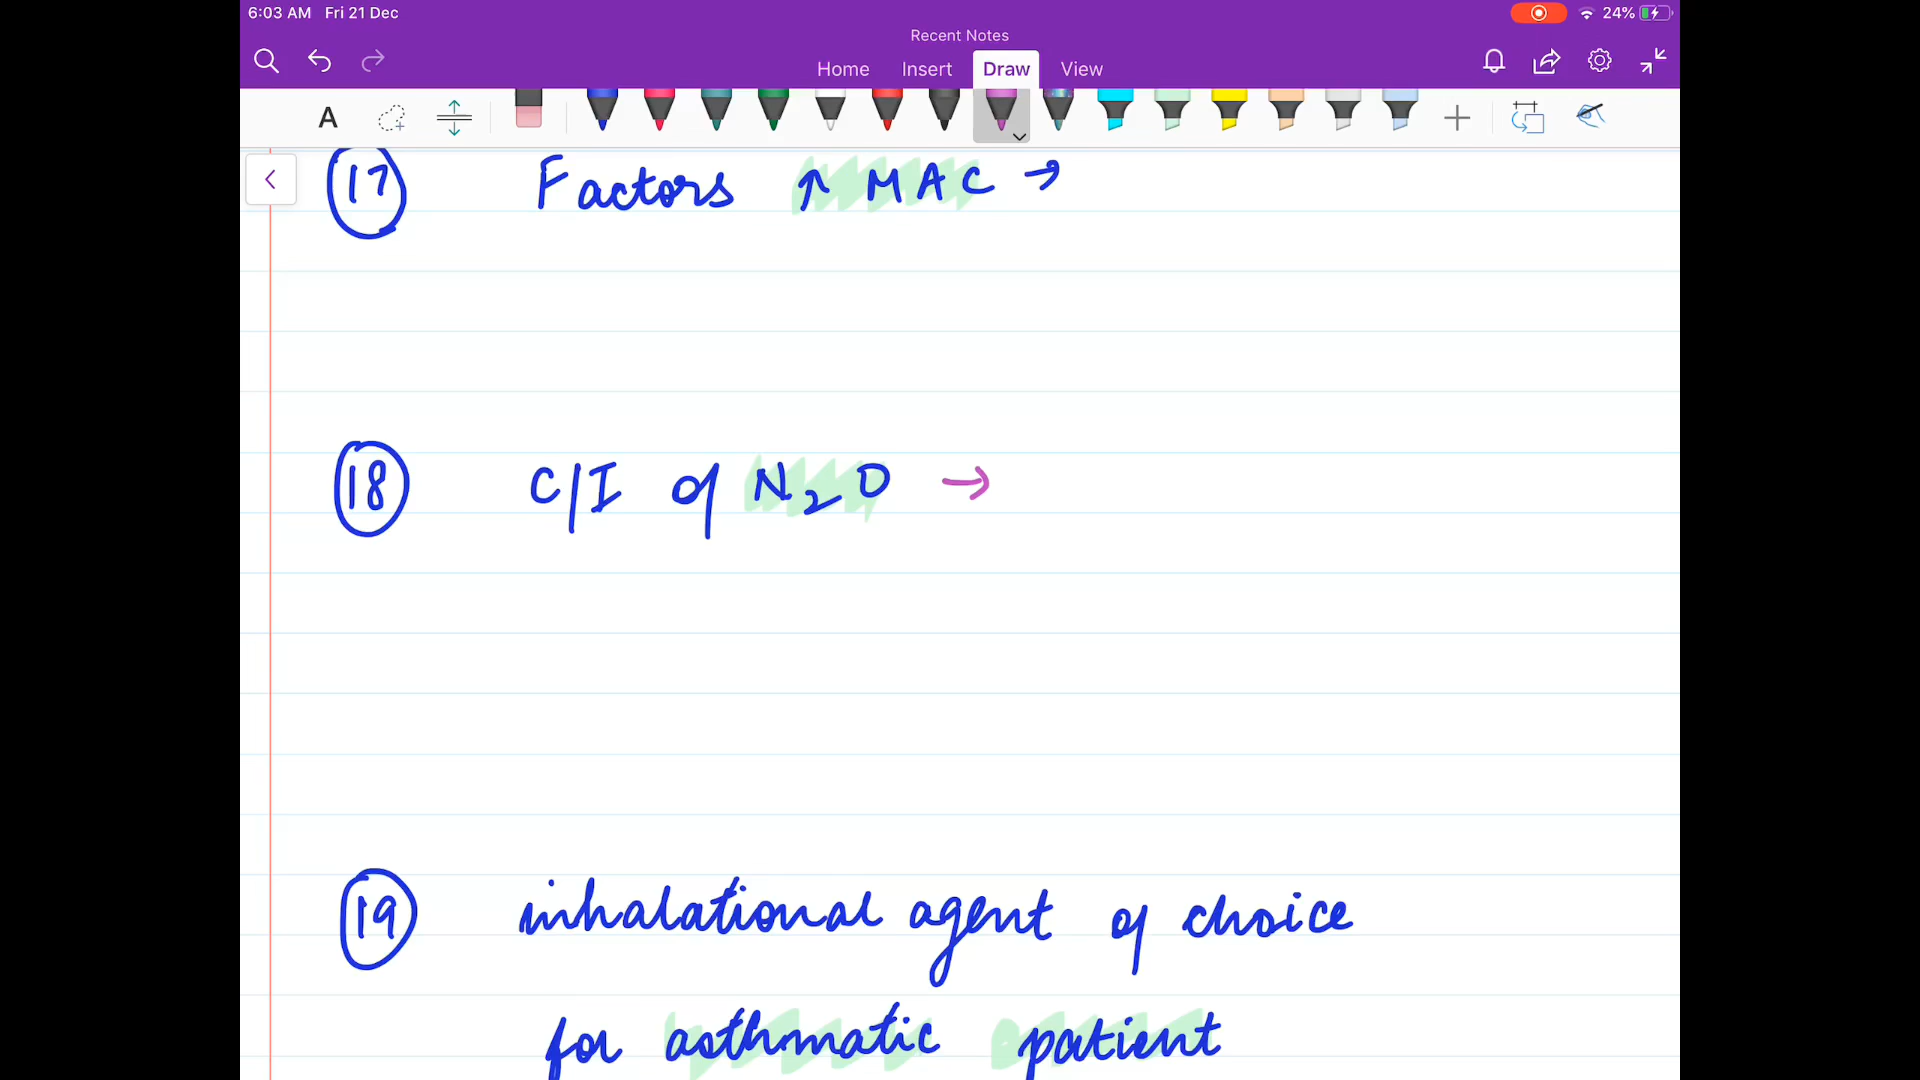 6:03 AM Fri 21 Dec
24%
Recent Notes
Home Insert Draw View
A
17 Factors ↑ MAC →
18 C/I of N₂O →
19 inhalational agent of choice
for asthmatic patient